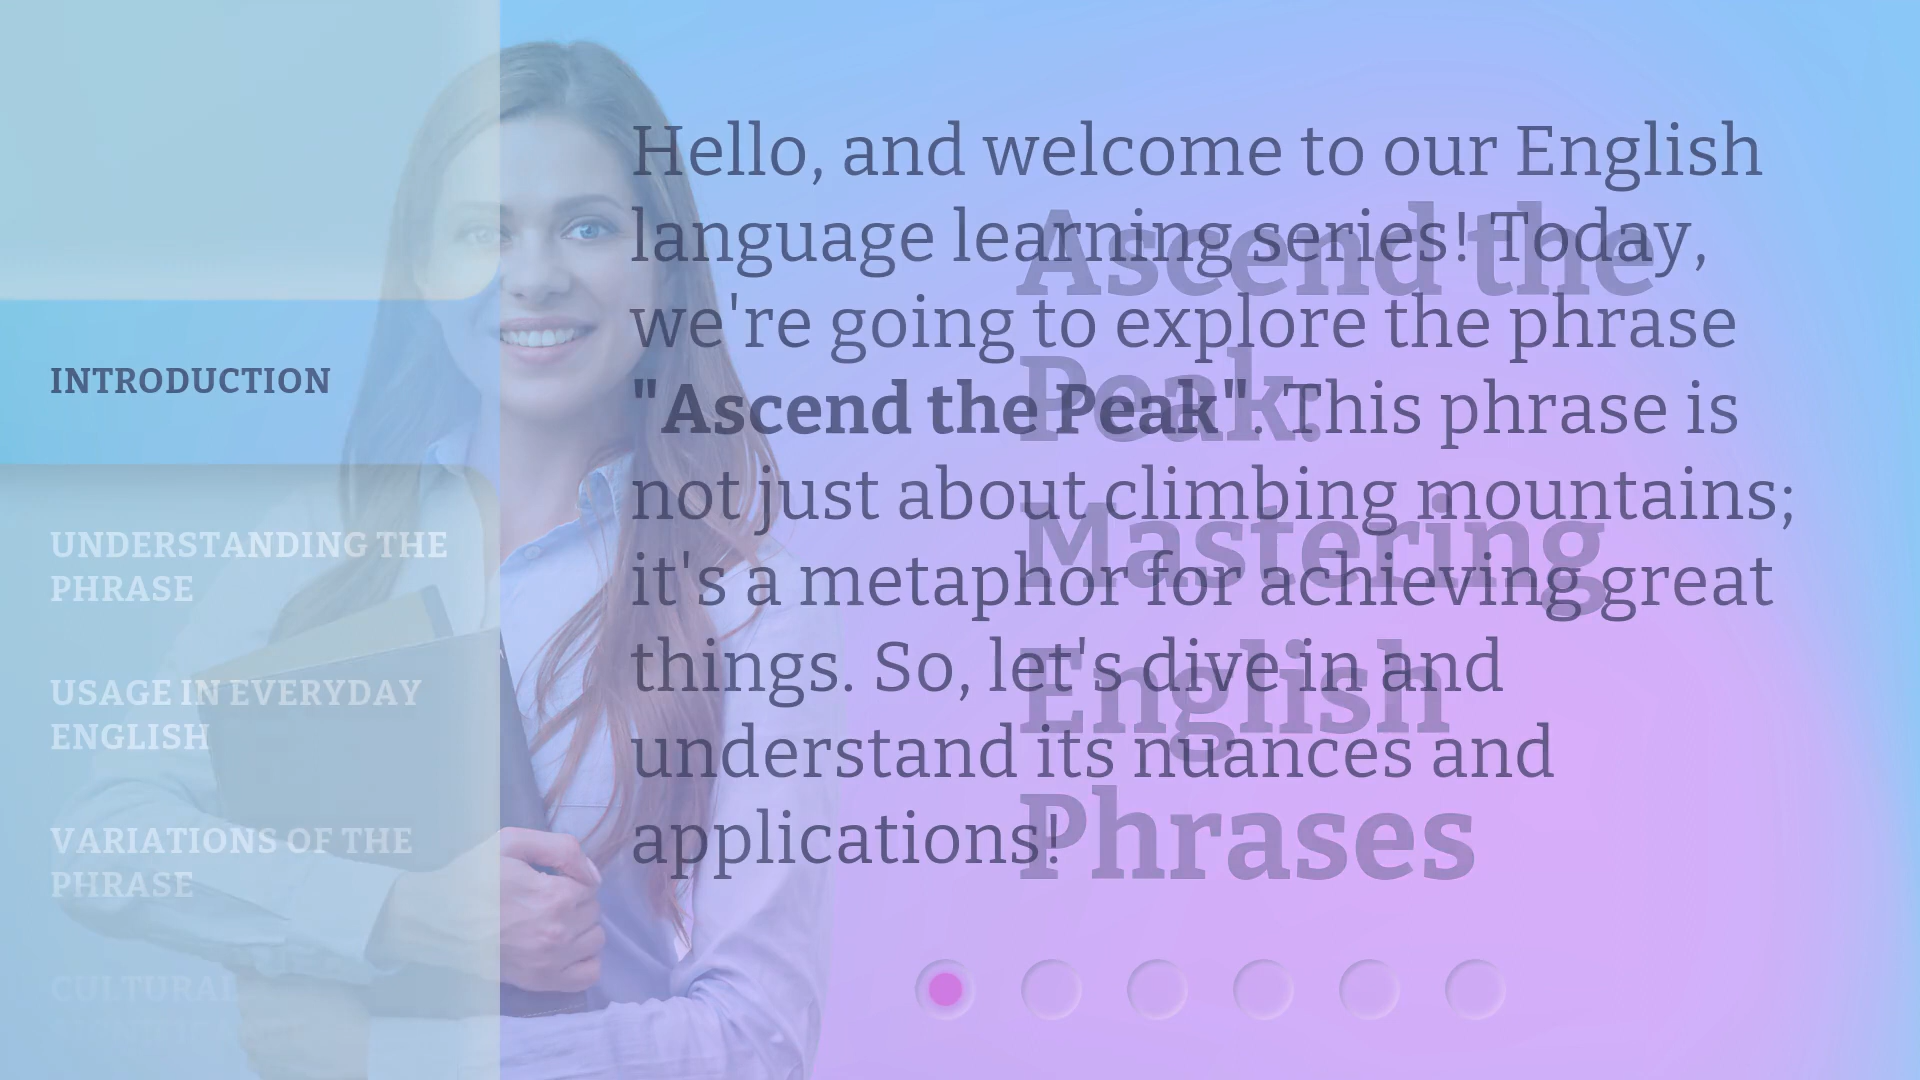 INTRODUCTION
UNDERSTANDING THE
PHRASE
USAGE IN EVERYDAY
ENGLISH
VARIATIONS OF THE
PHRASE
CULTURAL
Hello, and welcome to our English
language learning series! Today,
we're going to explore the phrase
"Ascend the Peak". This phrase is
not just about climbing mountains;
it's a metaphor for achieving great
things. So, let's dive in and
understand its nuances and
applications!
Ascend the
Peak:
Mastering
English
Phrases